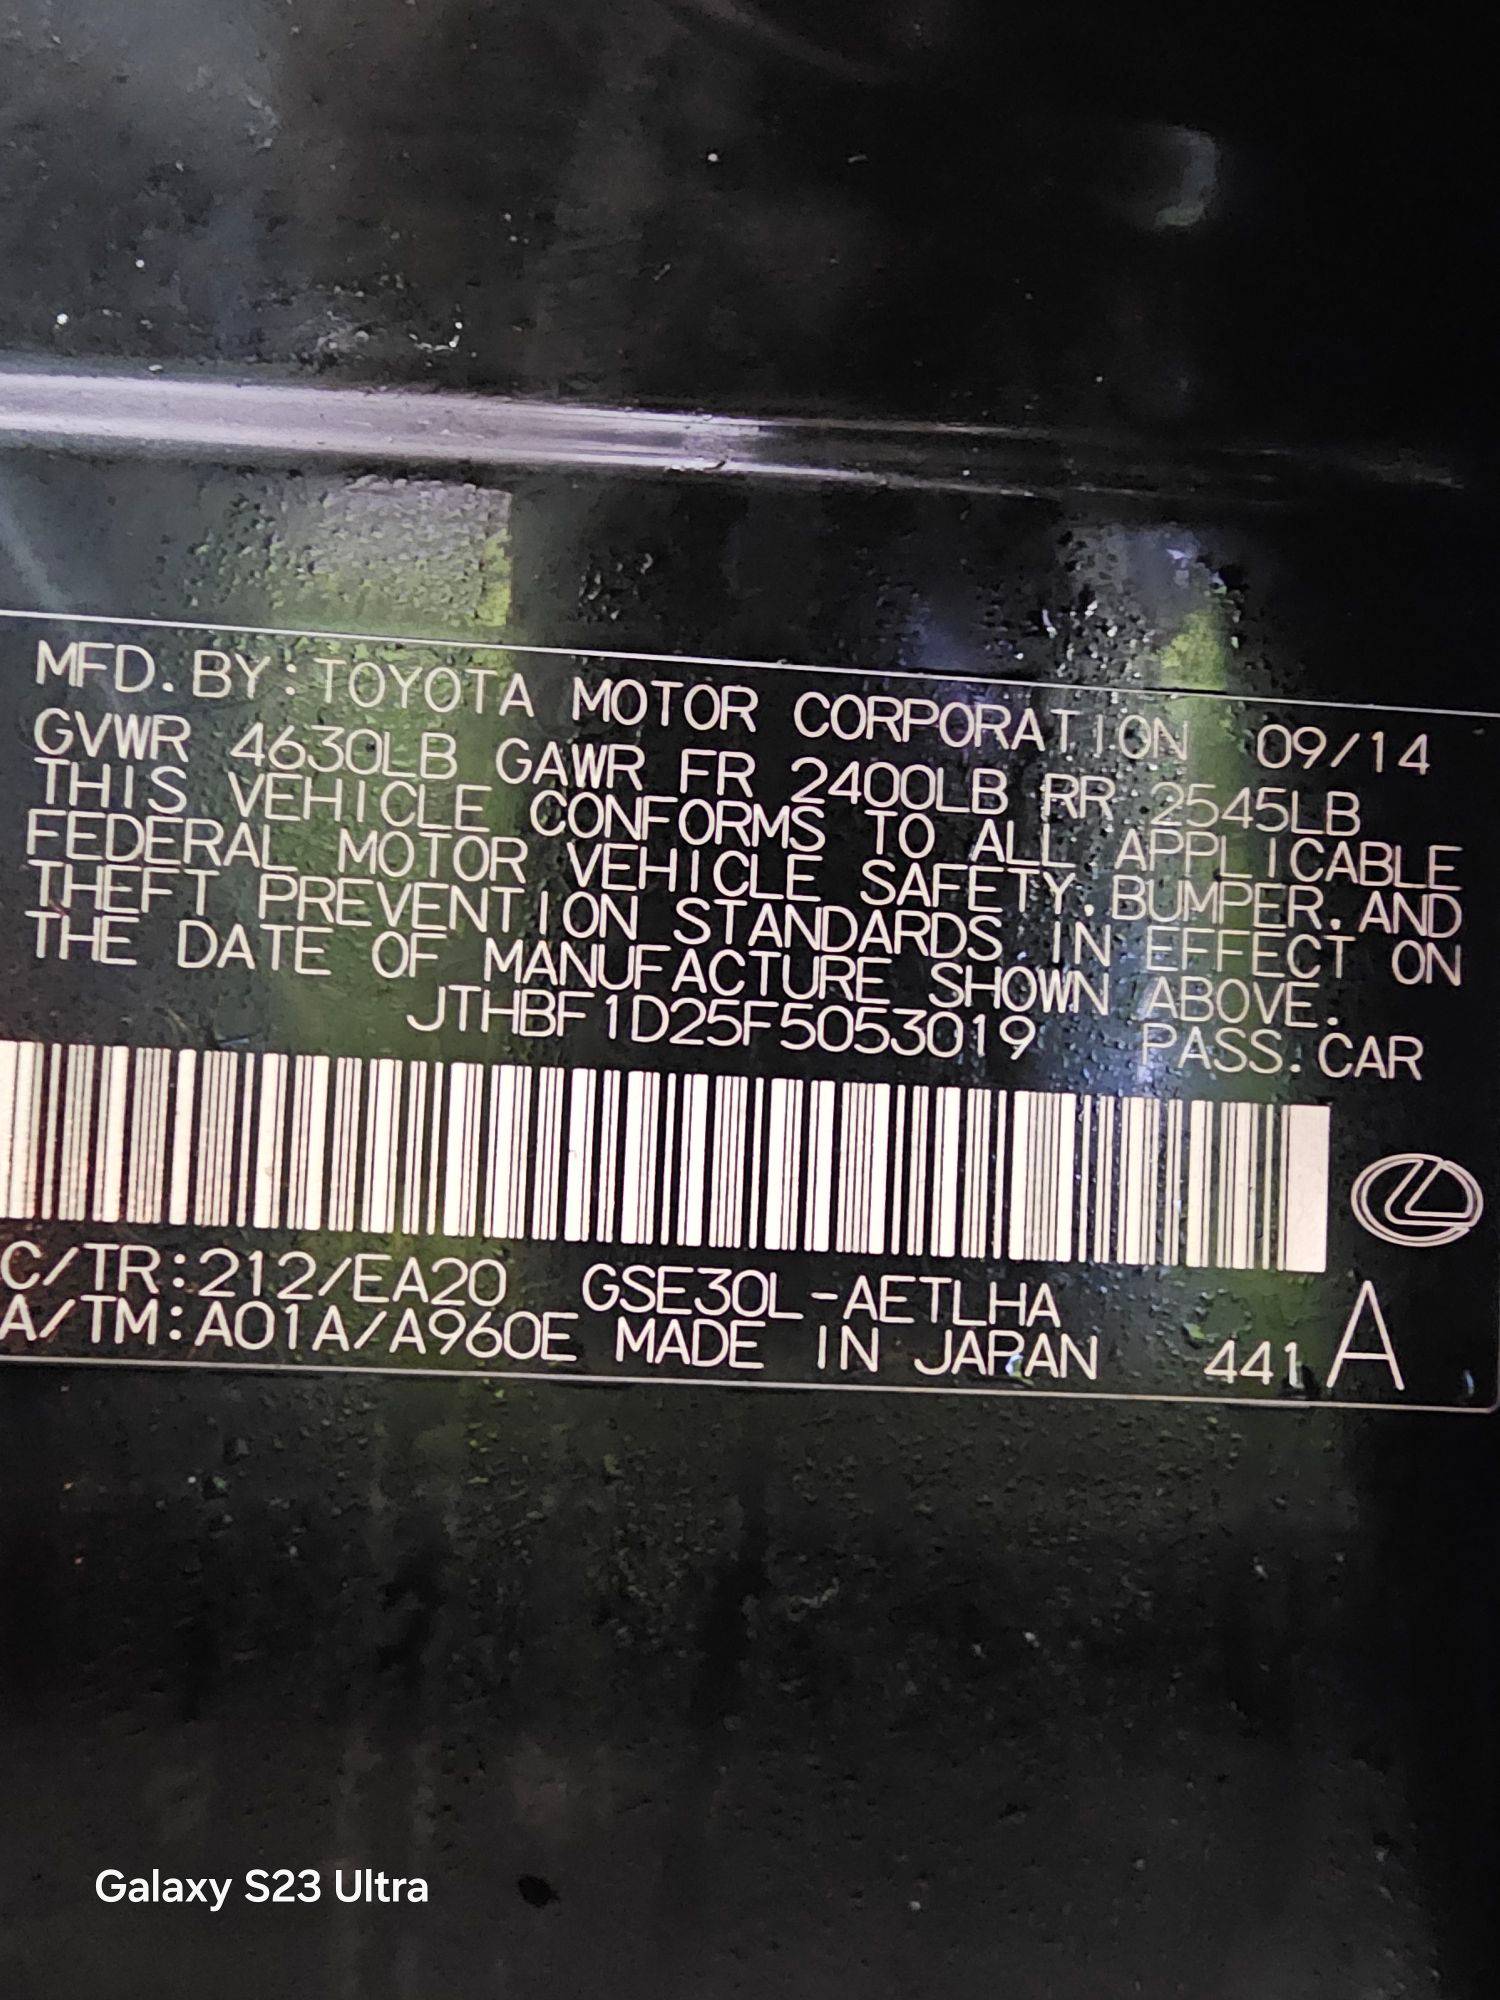 MFD.BY:TOYOTA MOTOR CORPORATION 09/14
GVWR 4630LB GAWR FR 2400LB RR 2545LB
THIS VEHICLE CONFORMS TO ALL APPLICABLE
FEDERAL MOTOR VEHICLE SAFETY,BUMPER,AND
THEFT PREVENTION STANDARDS IN EFFECT ON
THE DATE OF MANUFACTURE SHOWN ABOVE.
JTHBF1D25F5053019 PASS.CAR
C/TR:212/EA20 GSE30L-AETLHA
A/TM:A01A/A960E MADE IN JAPAN 441 A
Galaxy S23 Ultra